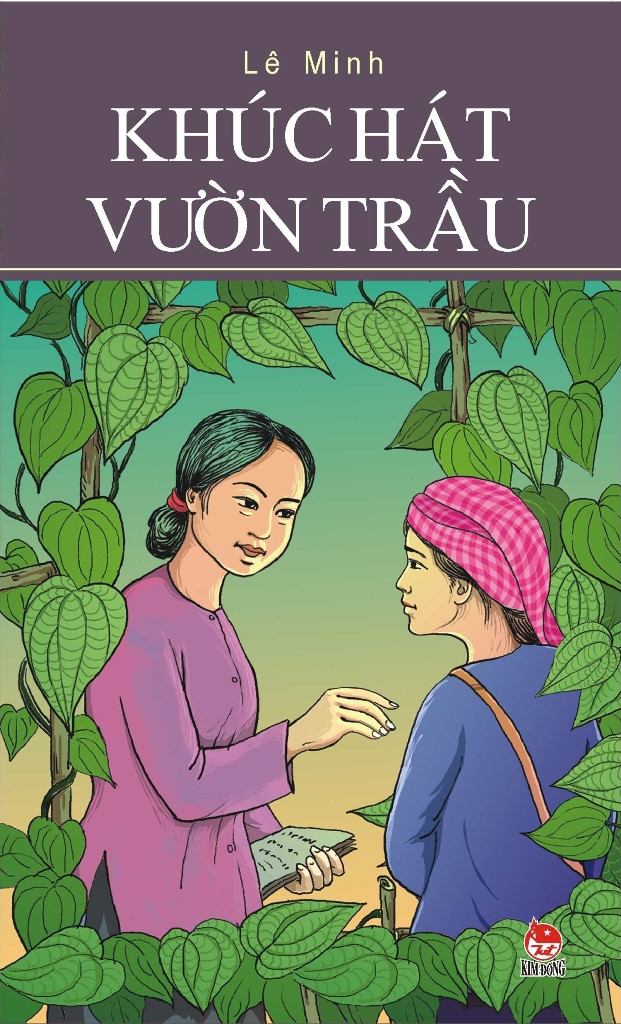 Lê Minh
KHÚC HÁT
VƯỜN TRẦU
KIM ĐỒNG